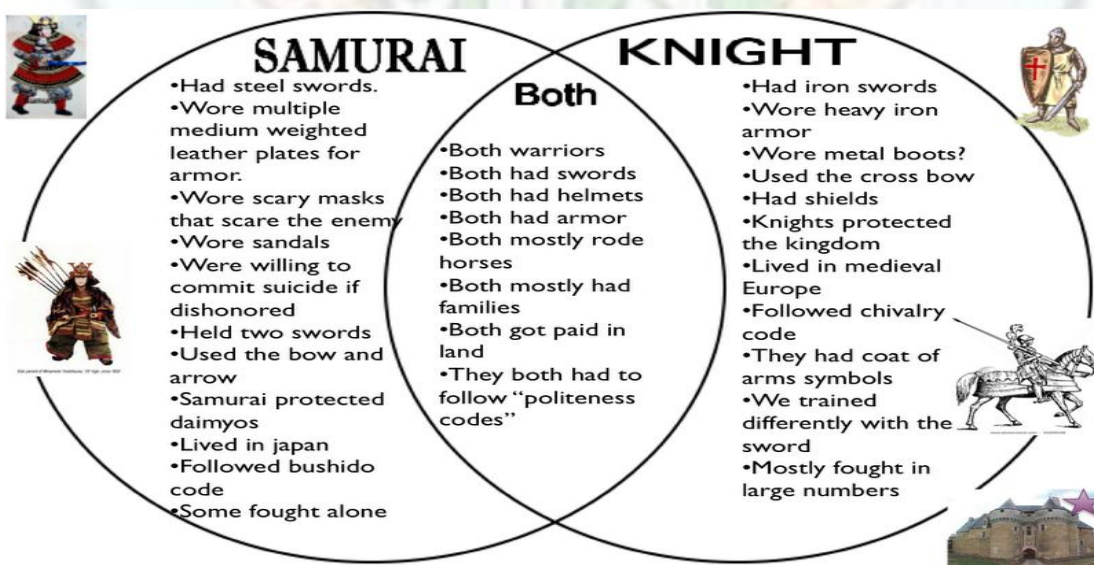 SAMURAI
•Had steel swords.
•Wore multiple
medium weighted
leather plates for
armor.
•Wore scary masks
that scare the enemy
•Wore sandals
•Were willing to
commit suicide if
dishonored
•Held two swords
•Used the bow and
arrow
•Samurai protected
daimyos
•Lived in japan
•Followed bushido
code
•Some fought alone
Both
•Both warriors
•Both had swords
•Both had helmets
•Both had armor
•Both mostly rode
horses
•Both mostly had
families
•Both got paid in
land
•They both had to
follow “politeness
codes”
KNIGHT
•Had iron swords
•Wore heavy iron
armor
•Wore metal boots?
•Used the cross bow
•Had shields
•Knights protected
the kingdom
•Lived in medieval
Europe
•Followed chivalry
code
•They had coat of
arms symbols
•We trained
differently with the
sword
•Mostly fought in
large numbers